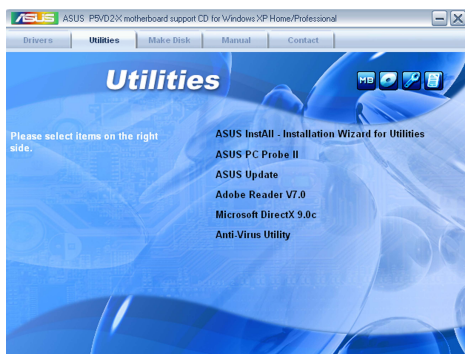 ASUS ASUS P5VD2-X motherboard support CD for Windows XP Home/Professional
Drivers Utilities Make Disk Manual Contact
Utilities
MB
Please select items on the right
side.
ASUS InstAll - Installation Wizard for Utilities
ASUS PC Probe II
ASUS Update
Adobe Reader V7.0
Microsoft DirectX 9.0c
Anti-Virus Utility